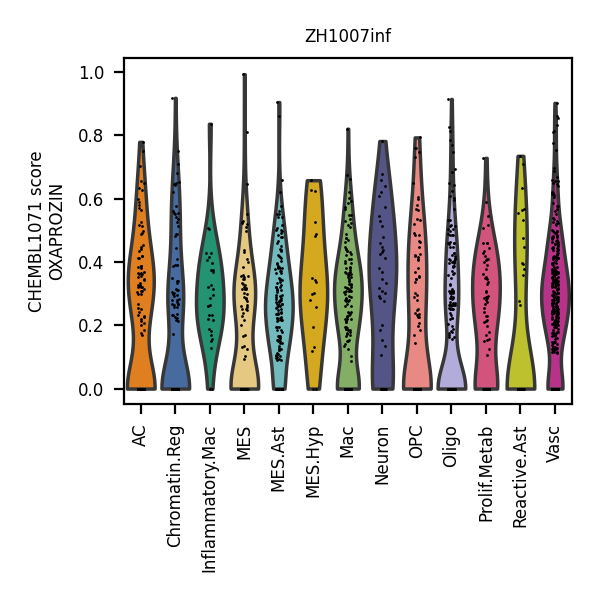 ZH1007inf
CHEMBL1071 score
OXAPROZIN
1.0
0.8
0.6
0.4
0.2
0.0
AC
Chromatin.Reg
Inflammatory.Mac
MES
MES.Ast
MES.Hyp
Mac
Neuron
OPC
Oligo
Prolif.Metab
Reactive.Ast
Vasc